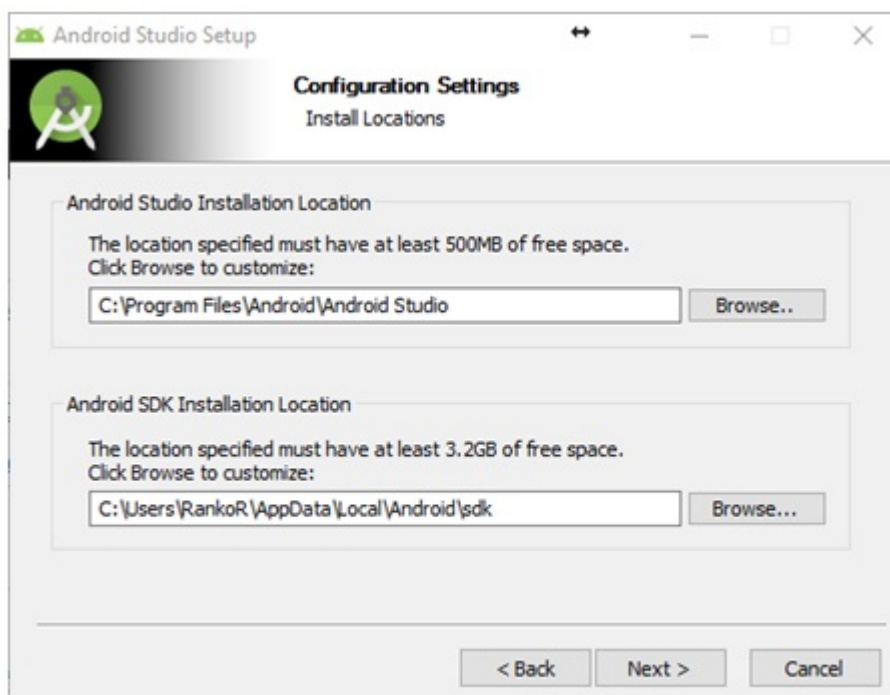 Android Studio Setup
Configuration Settings
Install Locations
Android Studio Installation Location
The location specified must have at least 500MB of free space.
Click Browse to customize:
C:\Program Files\Android\Android Studio
Browse..
Android SDK Installation Location
The location specified must have at least 3.2GB of free space.
Click Browse to customize:
C:\Users\RankoR\AppData\Local\Android\sdk
Browse...
< Back
Next >
Cancel